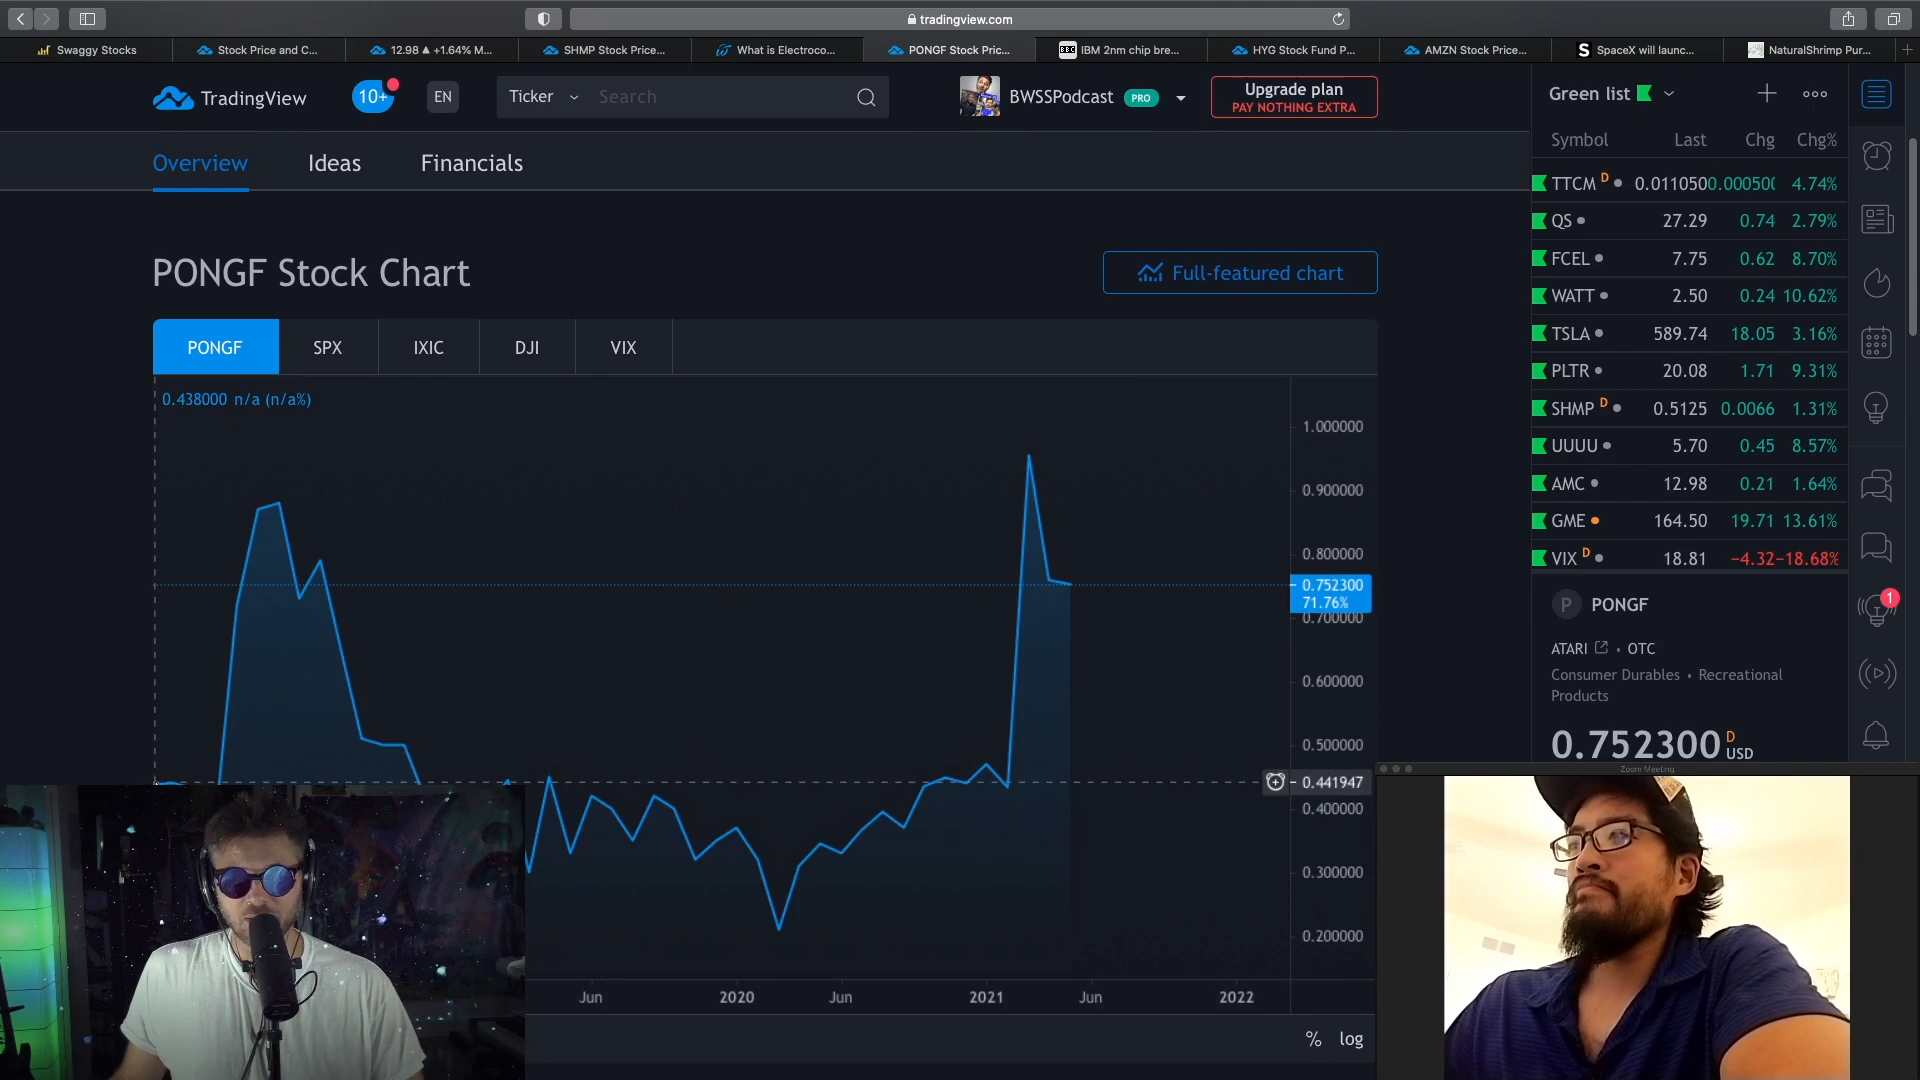 tradingview.com
Swaggy Stocks
Stock Price and C...
12.98 ▲ +1.64% M...
SHMP Stock Price...
What is Electroco...
PONGF Stock Pric...
BBC IBM 2nm chip bre...
HYG Stock Fund P...
AMZN Stock Price...
S SpaceX will launc...
NaturalShrimp Pur...
TradingView
10+
EN
Ticker
Search
BWSSPodcast PRO
Upgrade plan
PAY NOTHING EXTRA
Overview Ideas Financials
PONGF Stock Chart
Full-featured chart
PONGF SPX IXIC DJI VIX
0.438000 n/a (n/a%)
1.000000
0.900000
0.800000
0.752300
71.76%
0.700000
0.600000
0.500000
0.441947
0.400000
0.300000
0.200000
Jun 2020 Jun 2021 Jun 2022
% log
Green list
Symbol Last Chg Chg%
TTCM D 0.011050 0.000500 4.74%
QS 27.29 0.74 2.79%
FCEL 7.75 0.62 8.70%
WATT 2.50 0.24 10.62%
TSLA 589.74 18.05 3.16%
PLTR 20.08 1.71 9.31%
SHMP D 0.5125 0.0066 1.31%
UUUU 5.70 0.45 8.57%
AMC 12.98 0.21 1.64%
GME 164.50 19.71 13.61%
VIX D 18.81 −4.32 −18.68%
P PONGF
ATARI • OTC
Consumer Durables • Recreational
Products
0.752300 D USD
1
Zoom Meeting